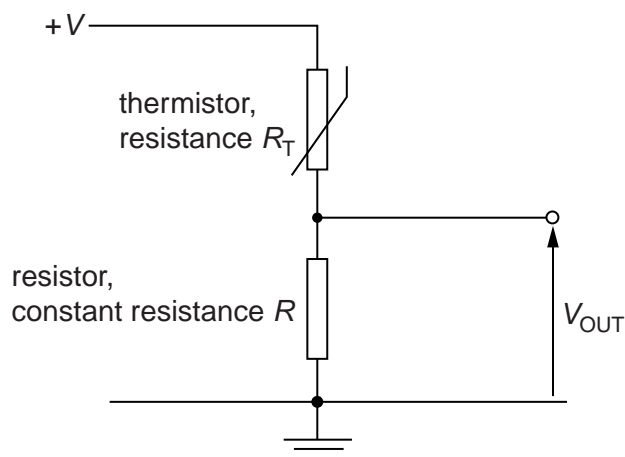 +V
thermistor,
resistance R_T
resistor,
constant resistance R
V_OUT